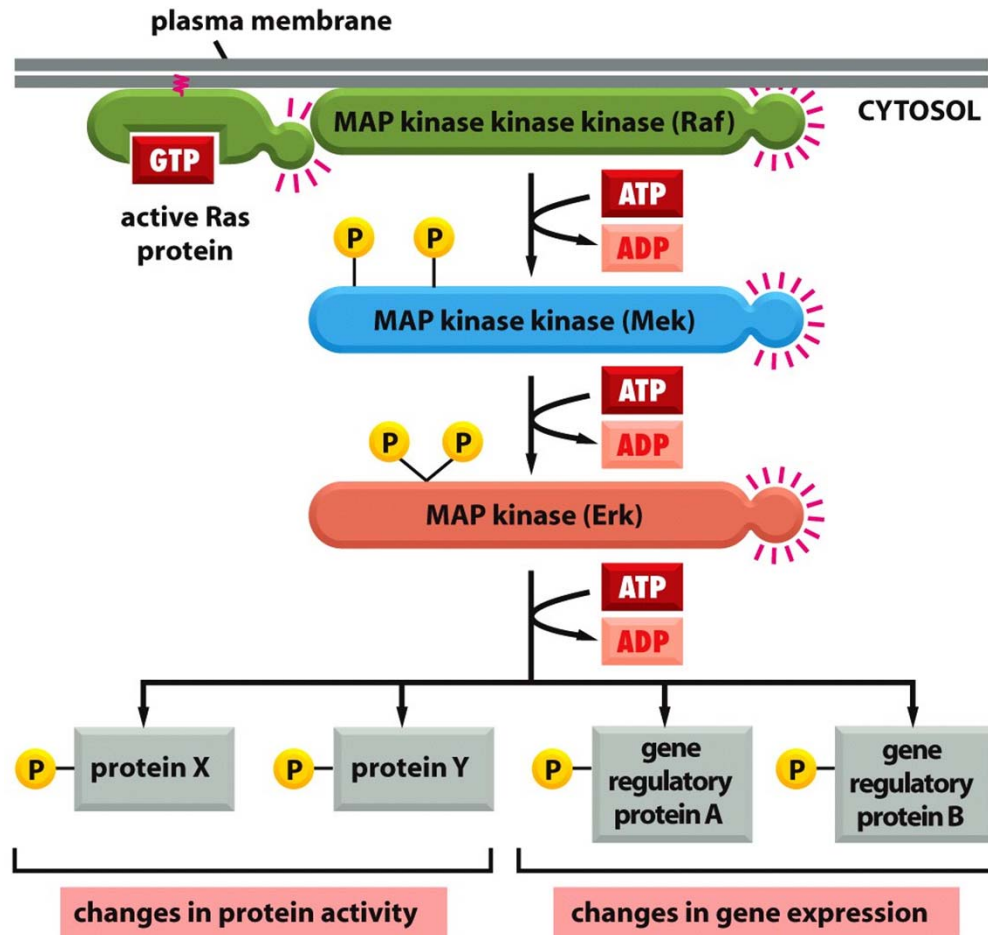 plasma membrane
CYTOSOL
MAP kinase kinase kinase (Raf)
GTP
active Ras
protein
ATP
ADP
P
P
MAP kinase kinase (Mek)
ATP
ADP
P
P
MAP kinase (Erk)
ATP
ADP
P
protein X
P
protein Y
P
gene
regulatory
protein A
P
gene
regulatory
protein B
changes in protein activity
changes in gene expression